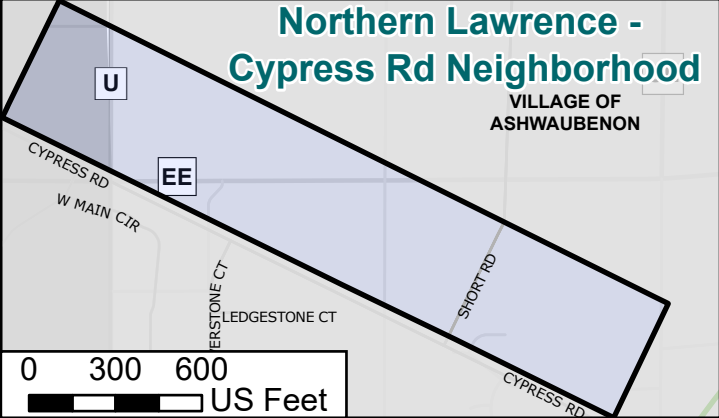 Northern Lawrence -
Cypress Rd Neighborhood
U
VILLAGE OF
ASHWAUBENON
CYPRESS RD
EE
W MAIN CIR
ERSTONE CT
LEDGESTONE CT
SHORT RD
CYPRESS RD
0 300 600
US Feet